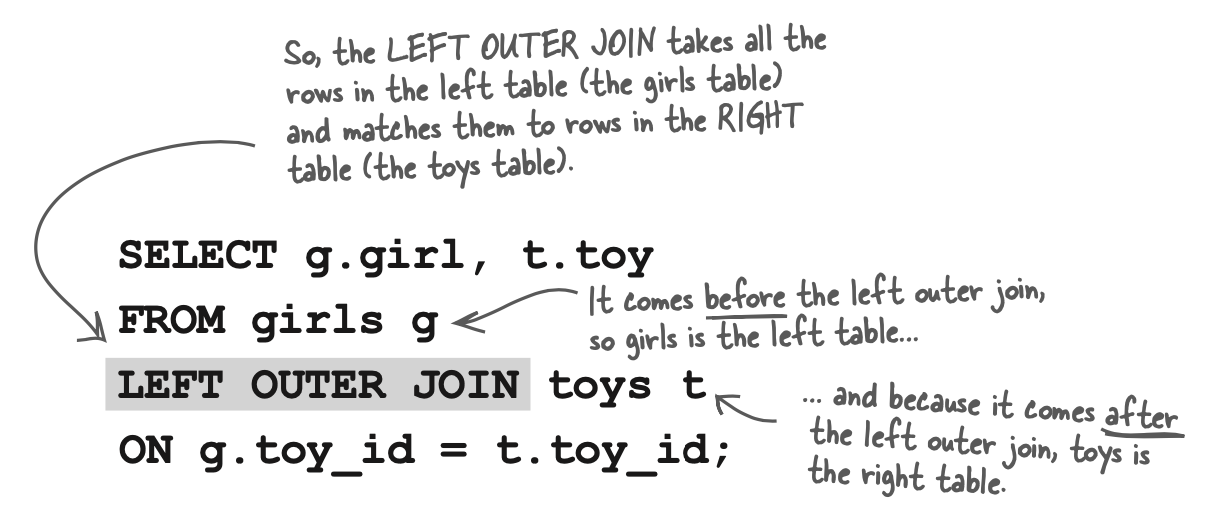 So, the LEFT OUTER JOIN takes all the
rows in the left table (the girls table)
and matches them to rows in the RIGHT
table (the toys table).
SELECT g.girl, t.toy
FROM girls g
It comes before the left outer join,
so girls is the left table...
LEFT OUTER JOIN toys t
... and because it comes after
the left outer join, toys is
the right table.
ON g.toy_id = t.toy_id;